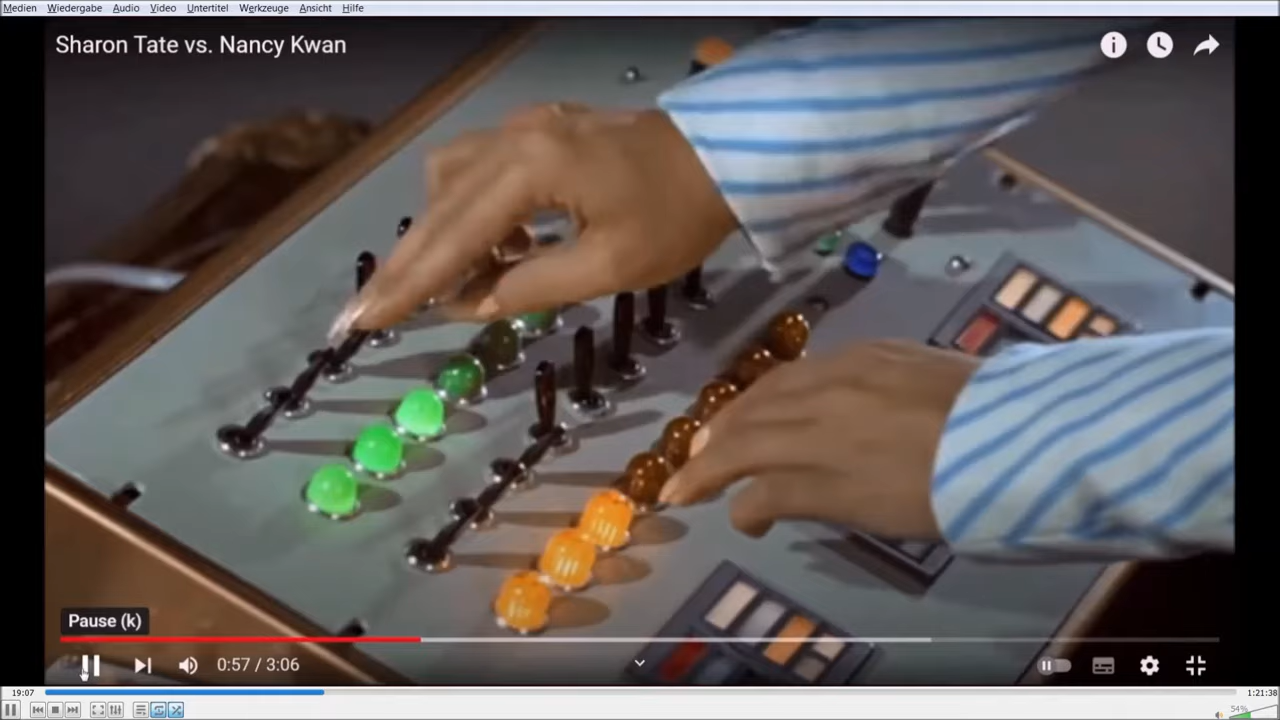 Medien Wiedergabe Audio Video Untertitel Werkzeuge Ansicht Hilfe
Sharon Tate vs. Nancy Kwan
Pause (k)
0:57 / 3:06
19:07 1:21:38
54%